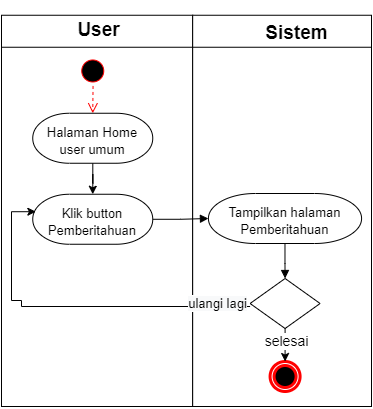 User
Sistem
Halaman Home
user umum
Klik button
Pemberitahuan
Tampilkan halaman
Pemberitahuan
ulangi lagi
selesai